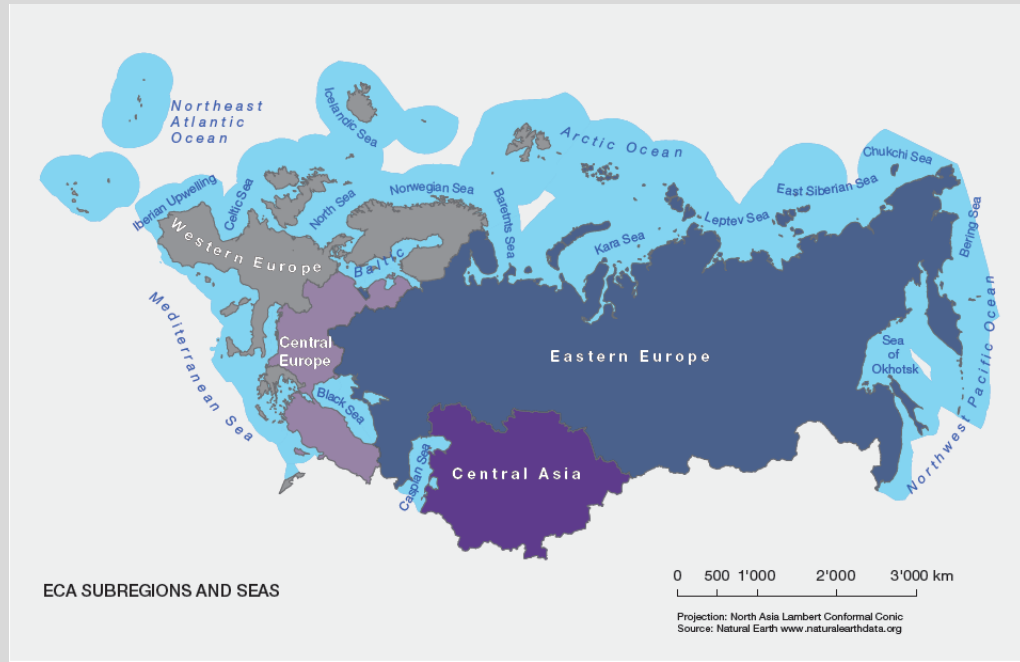 Northeast
Atlantic
Ocean
Icelandic Sea
Arctic Ocean
Chukchi Sea
Iberian Upwelling
Celtic Sea
North Sea
Norwegian Sea
Baretnts Sea
Kara Sea
Leptev Sea
East Siberian Sea
Bering Sea
Western Europe
Baltic
Mediterranean Sea
Central
Europe
Black Sea
Eastern Europe
Sea
of
Okhotsk
Northwest Pacific Ocean
Caspian Sea
Central Asia
ECA SUBREGIONS AND SEAS
0 500 1'000 2'000 3'000 km
Projection: North Asia Lambert Conformal Conic
Source: Natural Earth www.naturalearthdata.org